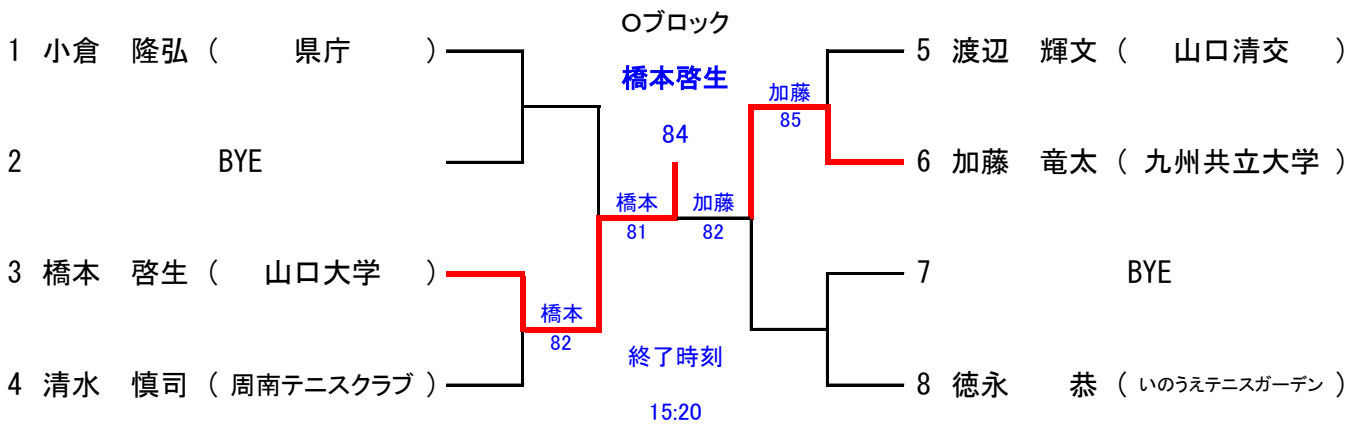 Oブロック
1 小倉 隆弘 ( 県庁 )
5 渡辺 輝文 ( 山口清交 )
橋本啓生
加藤
85
84
2 BYE
6 加藤 竜太 ( 九州共立大学 )
橋本 加藤
81 82
3 橋本 啓生 ( 山口大学 )
7 BYE
橋本
82
終了時刻
4 清水 慎司 ( 周南テニスクラブ )
8 徳永 恭 ( いのうえテニスガーデン )
15:20